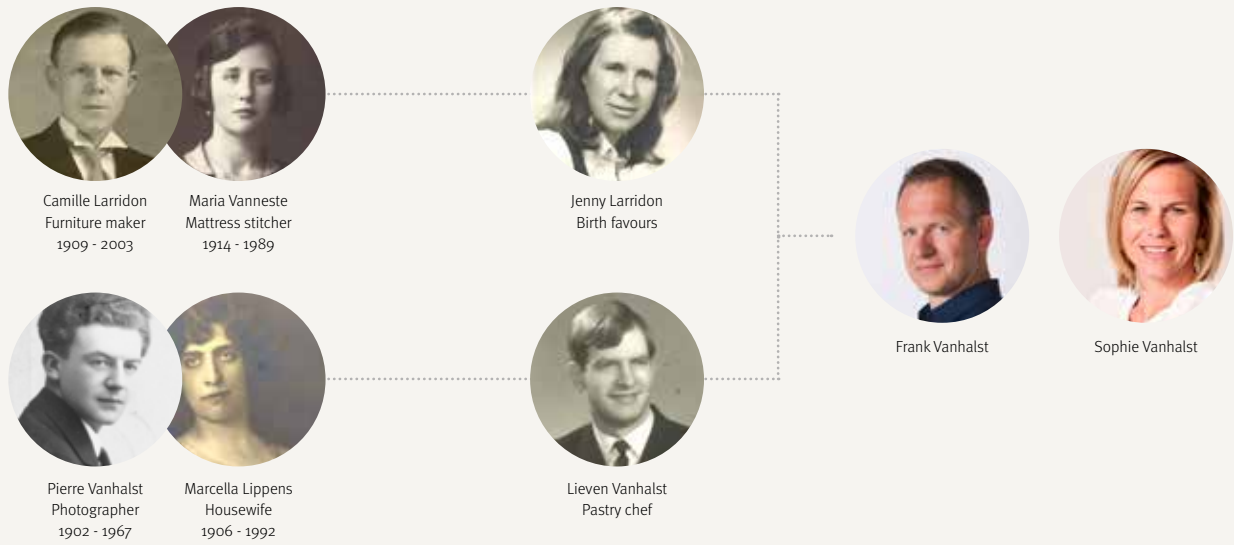 Camille Larridon
Furniture maker
1909 - 2003
Maria Vanneste
Mattress stitcher
1914 - 1989
Jenny Larridon
Birth favours
Frank Vanhalst
Sophie Vanhalst
Pierre Vanhalst
Photographer
1902 - 1967
Marcella Lippens
Housewife
1906 - 1992
Lieven Vanhalst
Pastry chef